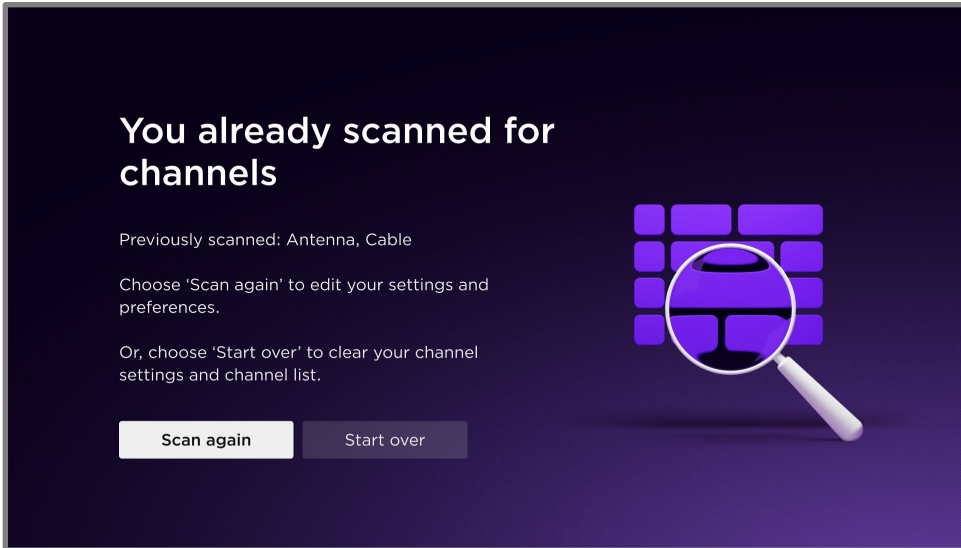 You already scanned for
channels
Previously scanned: Antenna, Cable
Choose ‘Scan again’ to edit your settings and
preferences.
Or, choose ‘Start over’ to clear your channel
settings and channel list.
Scan again
Start over